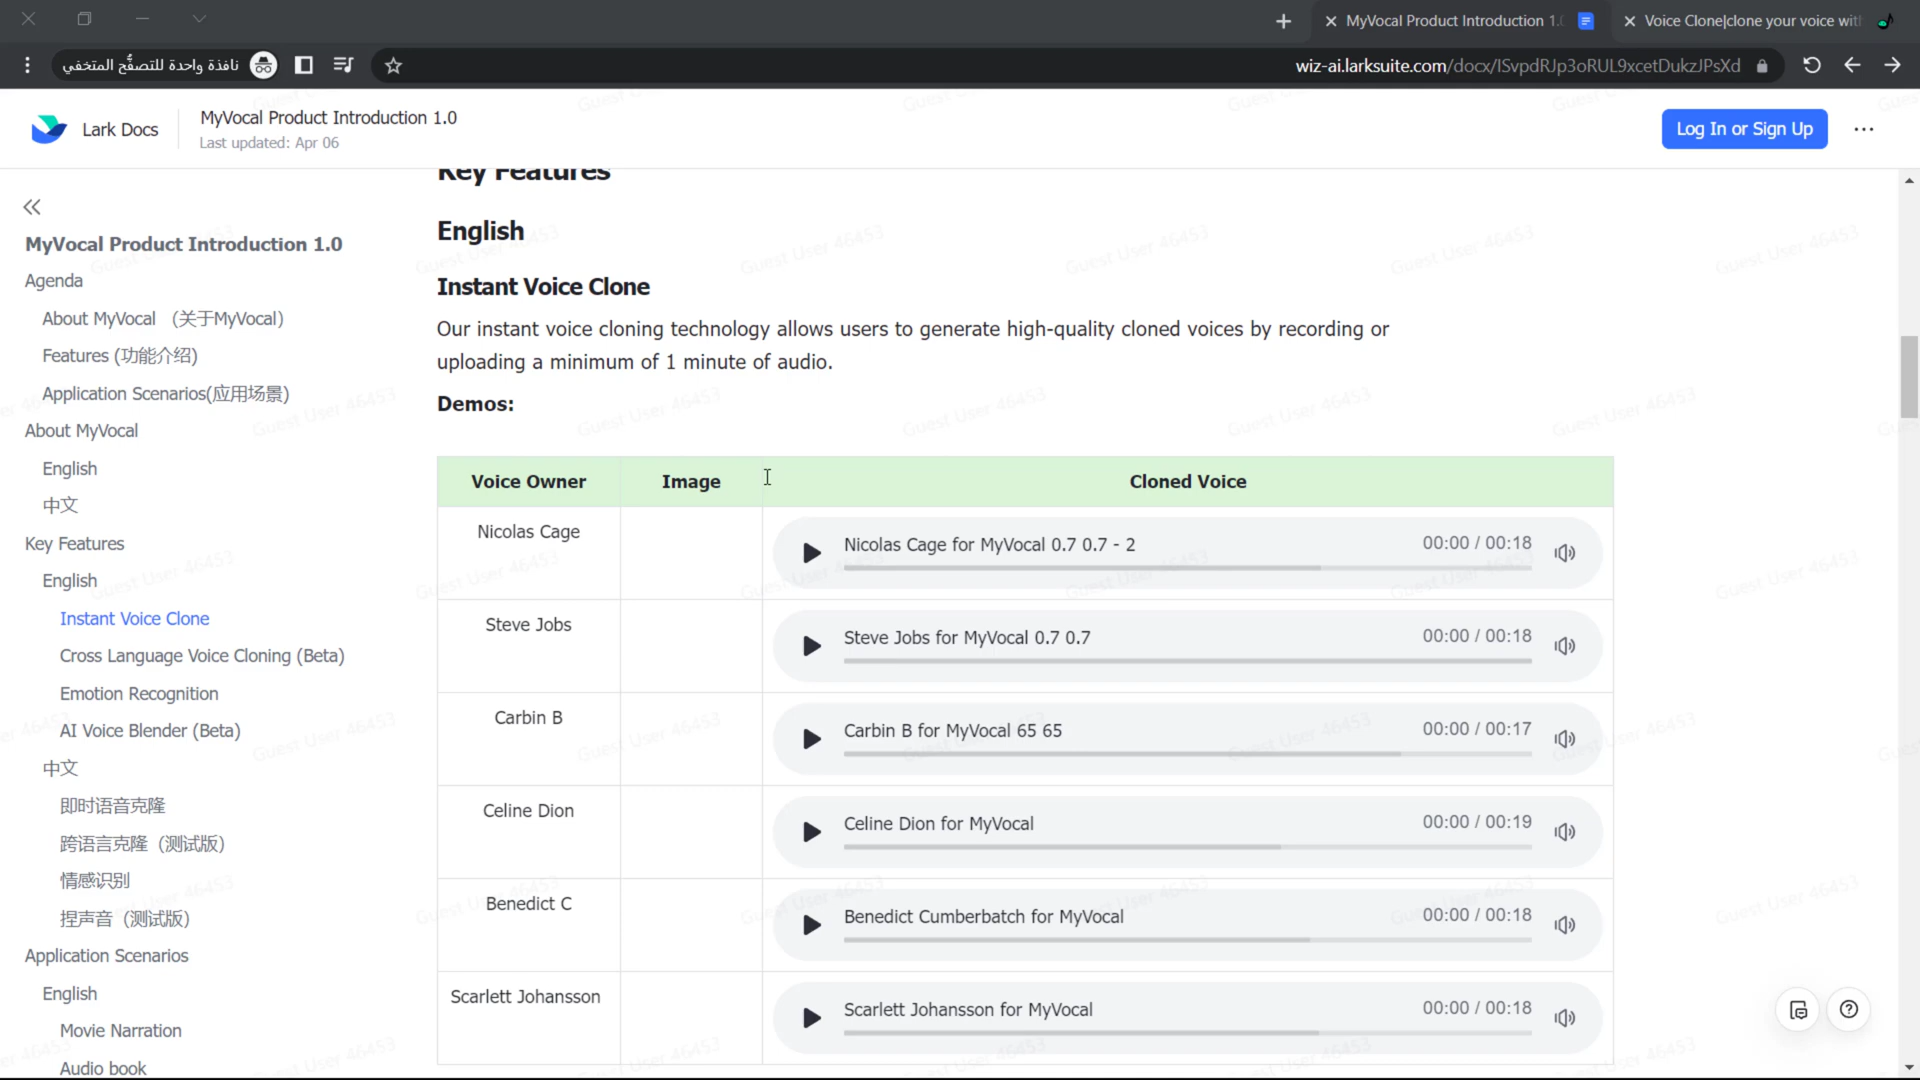 MyVocal Product Introduction 1.0
Voice Clone|clone your voice wit
نافذة واحدة للتصفُّح المتخفي
wiz-ai.larksuite.com/docx/ISvpdRJp3oRUL9xcetDukzJPsXd
Lark Docs
MyVocal Product Introduction 1.0
Last updated: Apr 06
Log In or Sign Up
MyVocal Product Introduction 1.0
Agenda
About MyVocal （关于MyVocal）
Features (功能介绍)
Application Scenarios(应用场景)
About MyVocal
English
中文
Key Features
English
Instant Voice Clone
Cross Language Voice Cloning (Beta)
Emotion Recognition
AI Voice Blender (Beta)
中文
即时语音克隆
跨语言克隆（测试版）
情感识别
捏声音（测试版）
Application Scenarios
English
Movie Narration
Audio book
Key Features
English
Instant Voice Clone
Our instant voice cloning technology allows users to generate high-quality cloned voices by recording or
uploading a minimum of 1 minute of audio.
Demos:
Voice Owner Image Cloned Voice
Nicolas Cage Nicolas Cage for MyVocal 0.7 0.7 - 2 00:00 / 00:18
Steve Jobs Steve Jobs for MyVocal 0.7 0.7 00:00 / 00:18
Carbin B Carbin B for MyVocal 65 65 00:00 / 00:17
Celine Dion Celine Dion for MyVocal 00:00 / 00:19
Benedict C Benedict Cumberbatch for MyVocal 00:00 / 00:18
Scarlett Johansson Scarlett Johansson for MyVocal 00:00 / 00:18
Guest User 46453